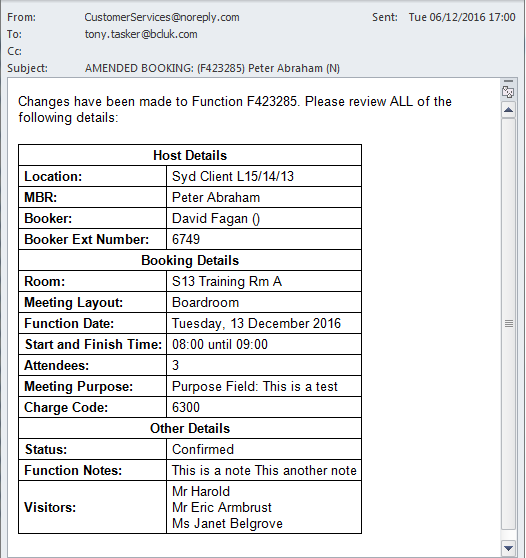 From: CustomerServices@noreply.com Sent: Tue 06/12/2016 17:00
To: tony.tasker@bcluk.com
Cc:
Subject: AMENDED BOOKING: (F423285) Peter Abraham (N)
Changes have been made to Function F423285. Please review ALL of the
following details:
Host Details
Location: Syd Client L15/14/13
MBR: Peter Abraham
Booker: David Fagan ()
Booker Ext Number: 6749
Booking Details
Room: S13 Training Rm A
Meeting Layout: Boardroom
Function Date: Tuesday, 13 December 2016
Start and Finish Time: 08:00 until 09:00
Attendees: 3
Meeting Purpose: Purpose Field: This is a test
Charge Code: 6300
Other Details
Status: Confirmed
Function Notes: This is a note This another note
Visitors: Mr Harold
Mr Eric Armbrust
Ms Janet Belgrove